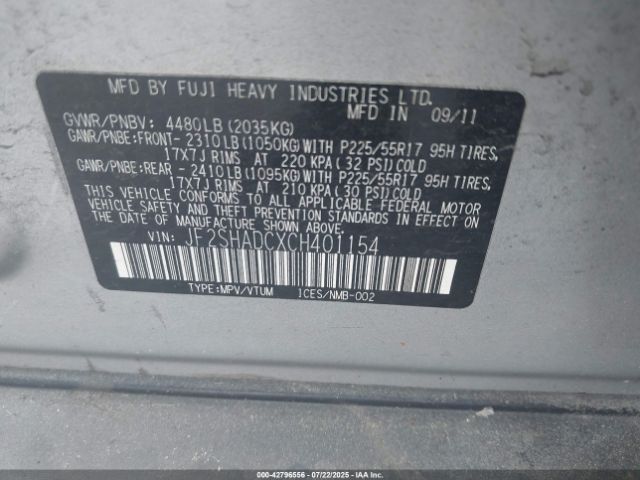 MFD BY FUJI HEAVY INDUSTRIES LTD.
MFD IN 09/11
GVWR/PNBV: 4480LB(2035KG)
GAWR/PNBE:FRONT- 2310LB(1050KG)WITH P225/55R17 95H TIRES,
17X7J RIMS AT 220 KPA(32 PSI)COLD
GAWR/PNBE:REAR - 2410LB(1095KG)WITH P225/55R17 95H TIRES,
17X7J RIMS AT 210 KPA(30 PSI)COLD
THIS VEHICLE CONFORMS TO ALL APPLICABLE FEDERAL MOTOR
VEHICLE SAFETY AND THEFT PREVENTION STANDARDS IN EFFECT ON
THE DATE OF MANUFACTURE SHOWN ABOVE.
VIN: JF2SHADCXCH401154
TYPE:MPV/VTUM ICES/NMB-002
000-42796556 - 07/22/2025 - IAAI.COM